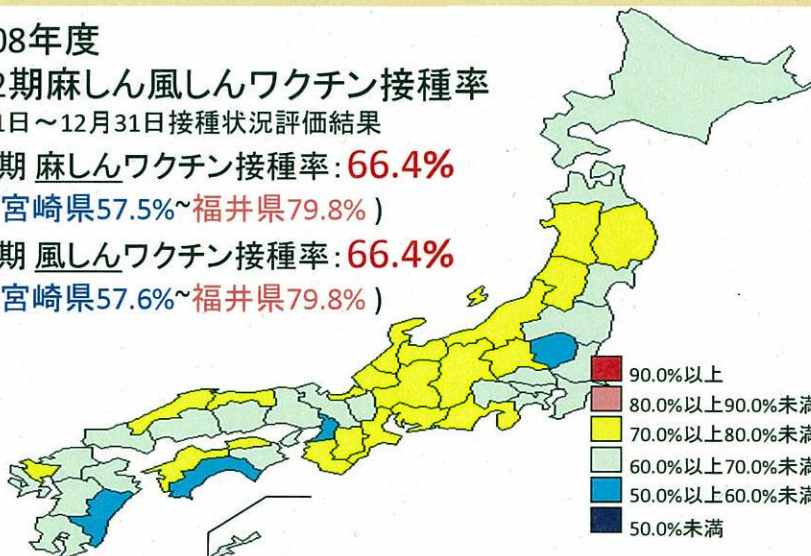 08年度
2期麻しん風しんワクチン接種率
1日～12月31日接種状況評価結果
期 麻しんワクチン接種率：66.4%
宮崎県57.5%~福井県79.8% )
期 風しんワクチン接種率：66.4%
宮崎県57.6%~福井県79.8% )
90.0%以上
80.0%以上90.0%未満
70.0%以上80.0%未満
60.0%以上70.0%未満
50.0%以上60.0%未満
50.0%未満